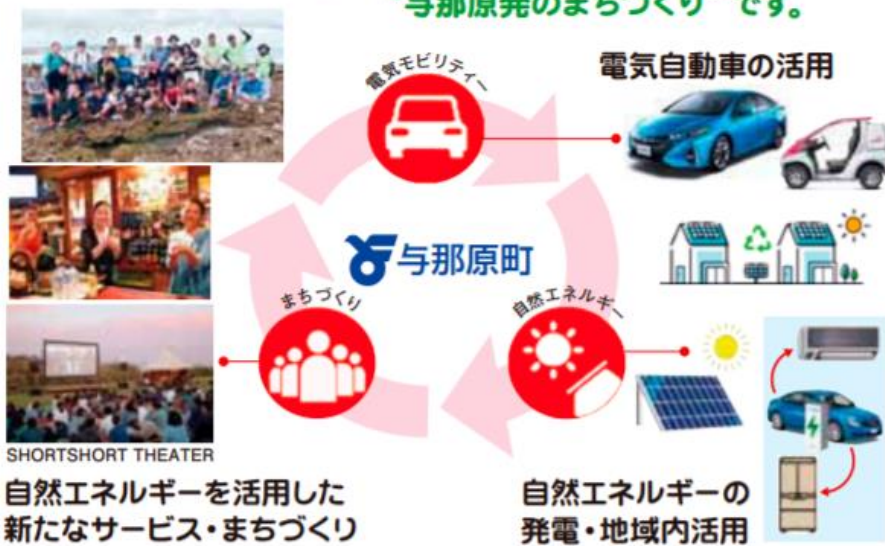 与那原発のまちづくり" です。
電気モビリティー
電気自動車の活用
与那原町
まちづくり
自然エネルギー
SHORTSHORT THEATER
自然エネルギーを活用した
新たなサービス・まちづくり
自然エネルギーの
発電・地域内活用